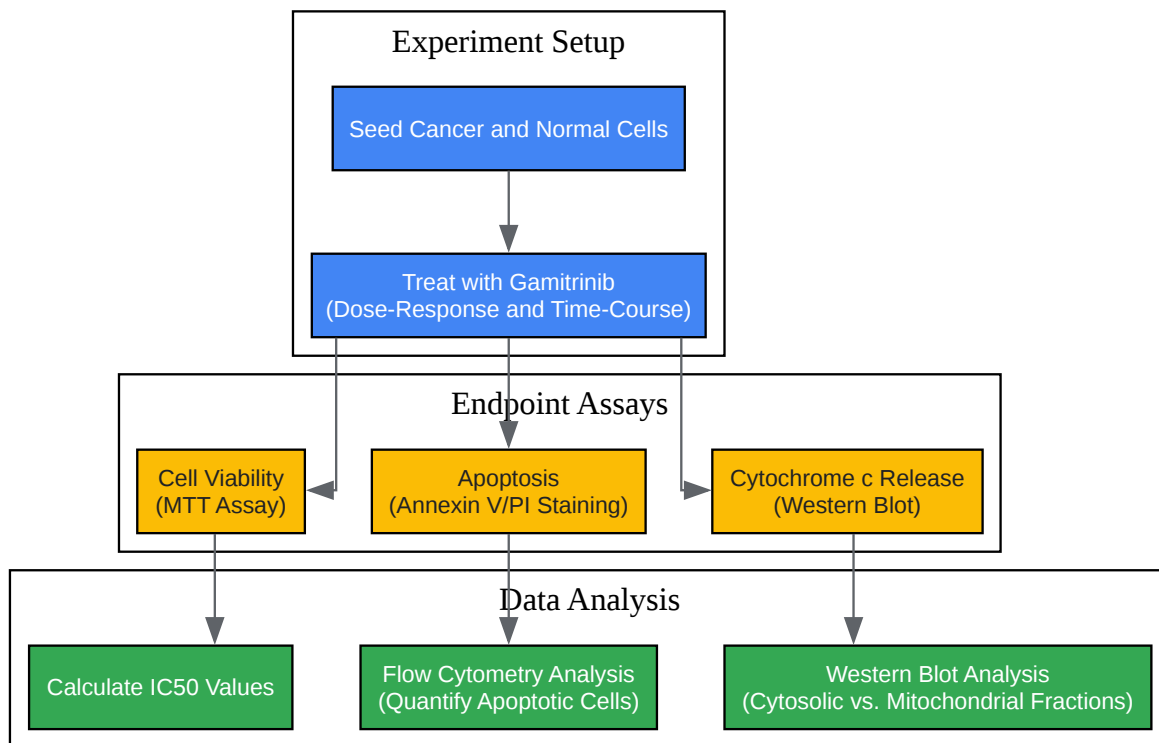 Experiment Setup
Seed Cancer and Normal Cells
Treat with Gamitrinib
(Dose-Response and Time-Course)
Endpoint Assays
Cell Viability
(MTT Assay)
Apoptosis
(Annexin V/PI Staining)
Cytochrome c Release
(Western Blot)
Data Analysis
Calculate IC50 Values
Flow Cytometry Analysis
(Quantify Apoptotic Cells)
Western Blot Analysis
(Cytosolic vs. Mitochondrial Fractions)